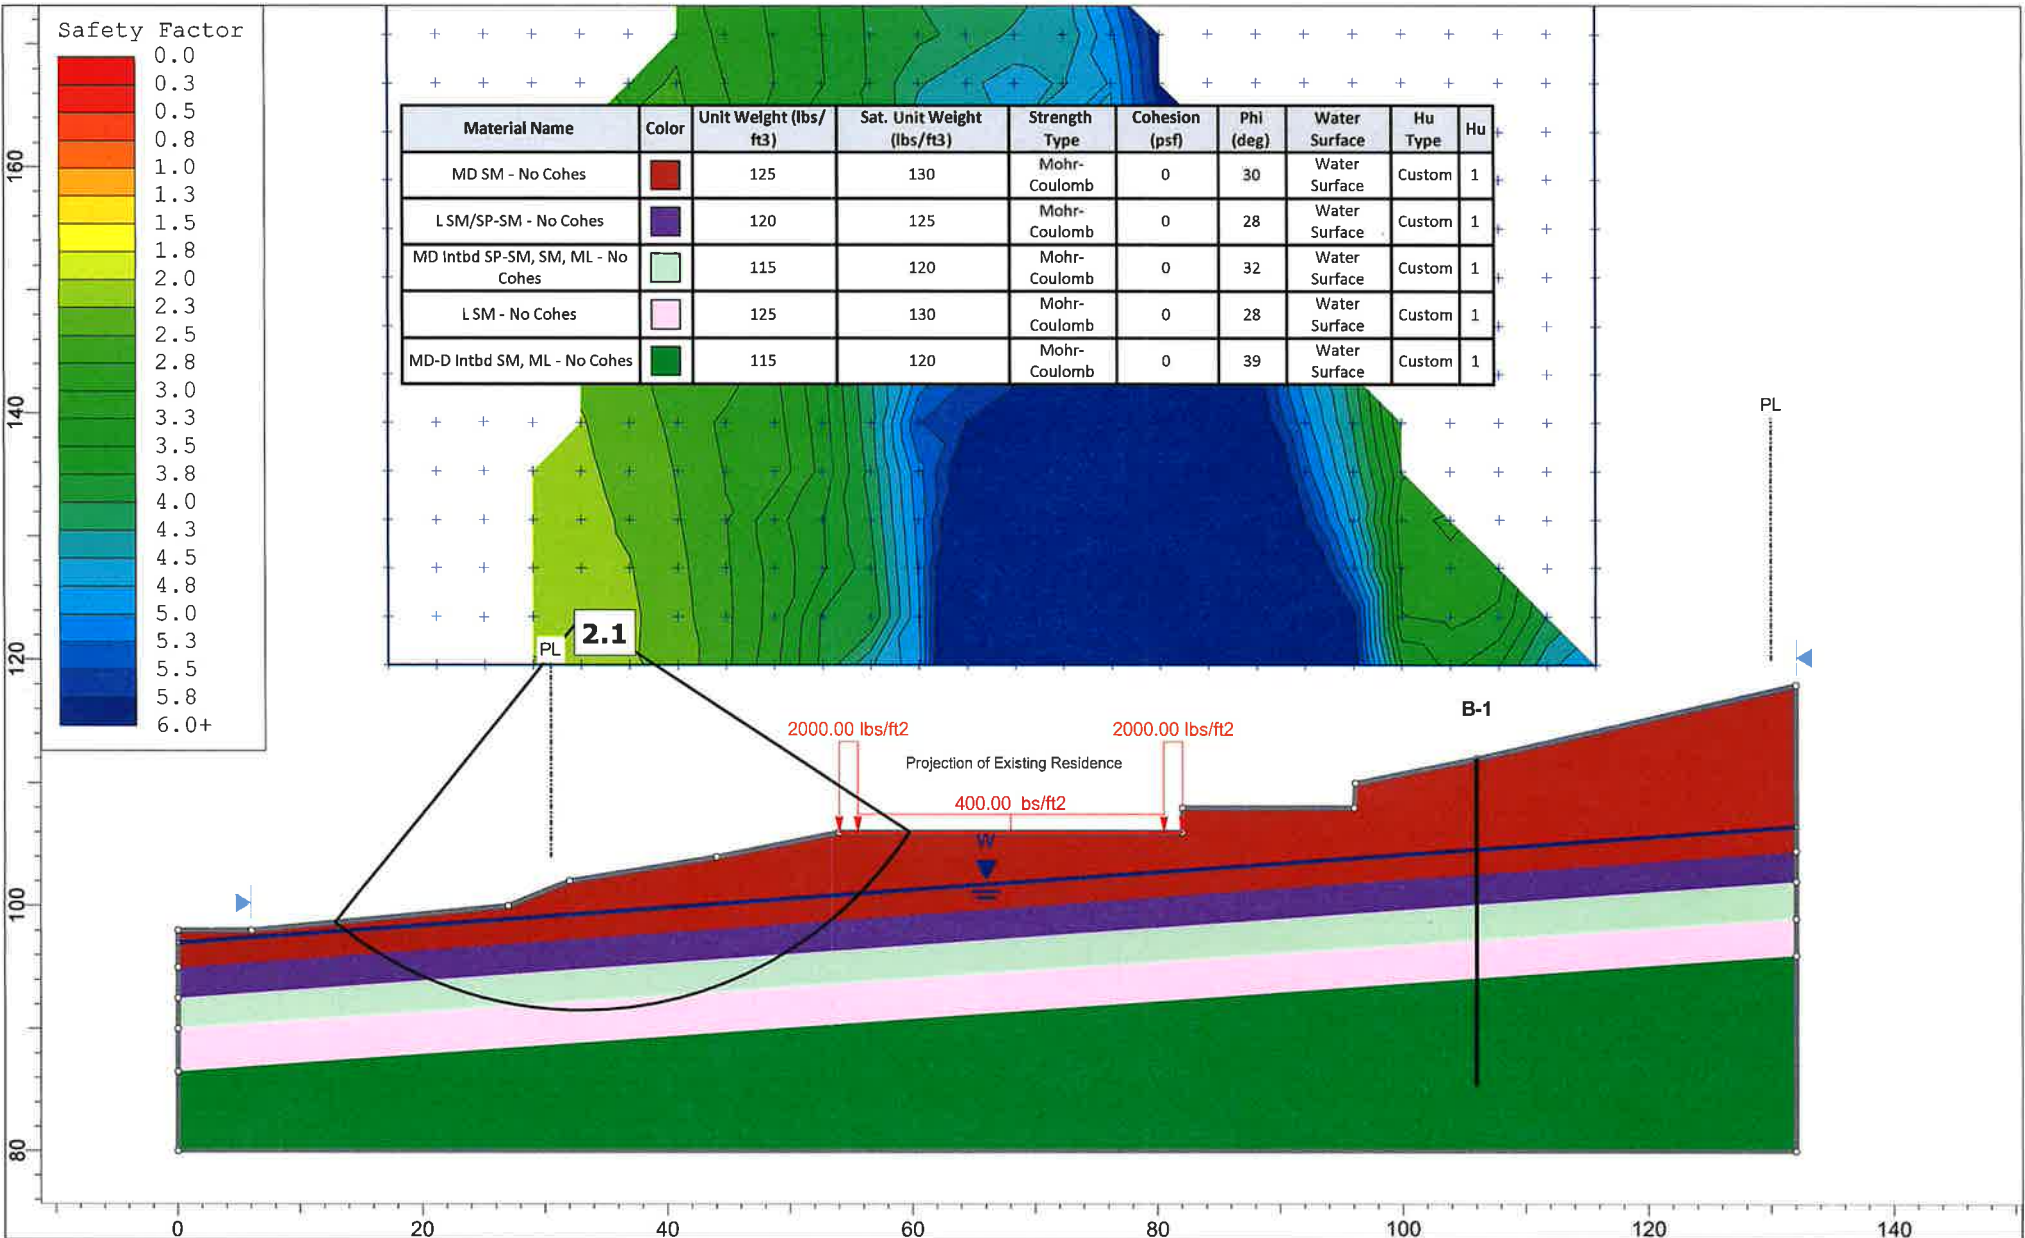 Safety Factor
0.0
0.3
0.5
0.8
1.0
1.3
1.5
1.8
2.0
2.3
2.5
2.8
3.0
3.3
3.5
3.8
4.0
4.3
4.5
4.8
5.0
5.3
5.5
5.8
6.0+
Material Name Color Unit Weight (lbs/ Sat. Unit Weight Strength Cohesion Phi Water Hu Hu
ft3) (lbs/ft3) Type (psf) (deg) Surface Type
MD SM - No Cohes 125 130 Mohr- 0 30 Water Custom 1
Coulomb Surface
L SM/SP-SM - No Cohes 120 125 Mohr- 0 28 Water Custom 1
Coulomb Surface
MD Intbd SP-SM, SM, ML - No 115 120 Mohr- 0 32 Water Custom 1
Cohes Coulomb Surface
L SM - No Cohes 125 130 Mohr- 0 28 Water Custom 1
Coulomb Surface
MD-D Intbd SM, ML - No Cohes 115 120 Mohr- 0 39 Water Custom 1
Coulomb Surface
PL
2.1
PL
B-1
2000.00 lbs/ft2 2000.00 lbs/ft2
Projection of Existing Residence
400.00 bs/ft2
W
160
140
120
100
80
0 20 40 60 80 100 120 140